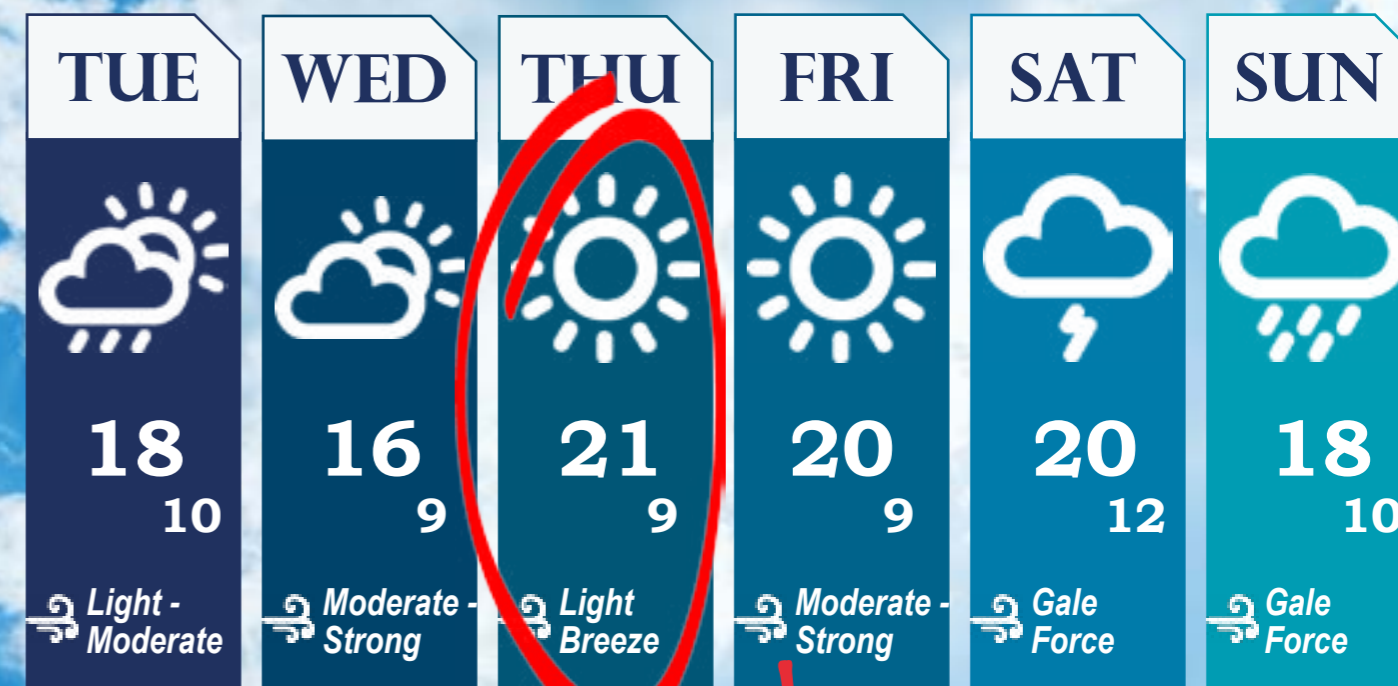 TUE
18
10
Light -
Moderate
WED
16
9
Moderate -
Strong
THU
21
9
Light
Breeze
FRI
20
9
Moderate -
Strong
SAT
20
12
Gale
Force
SUN
18
10
Gale
Force